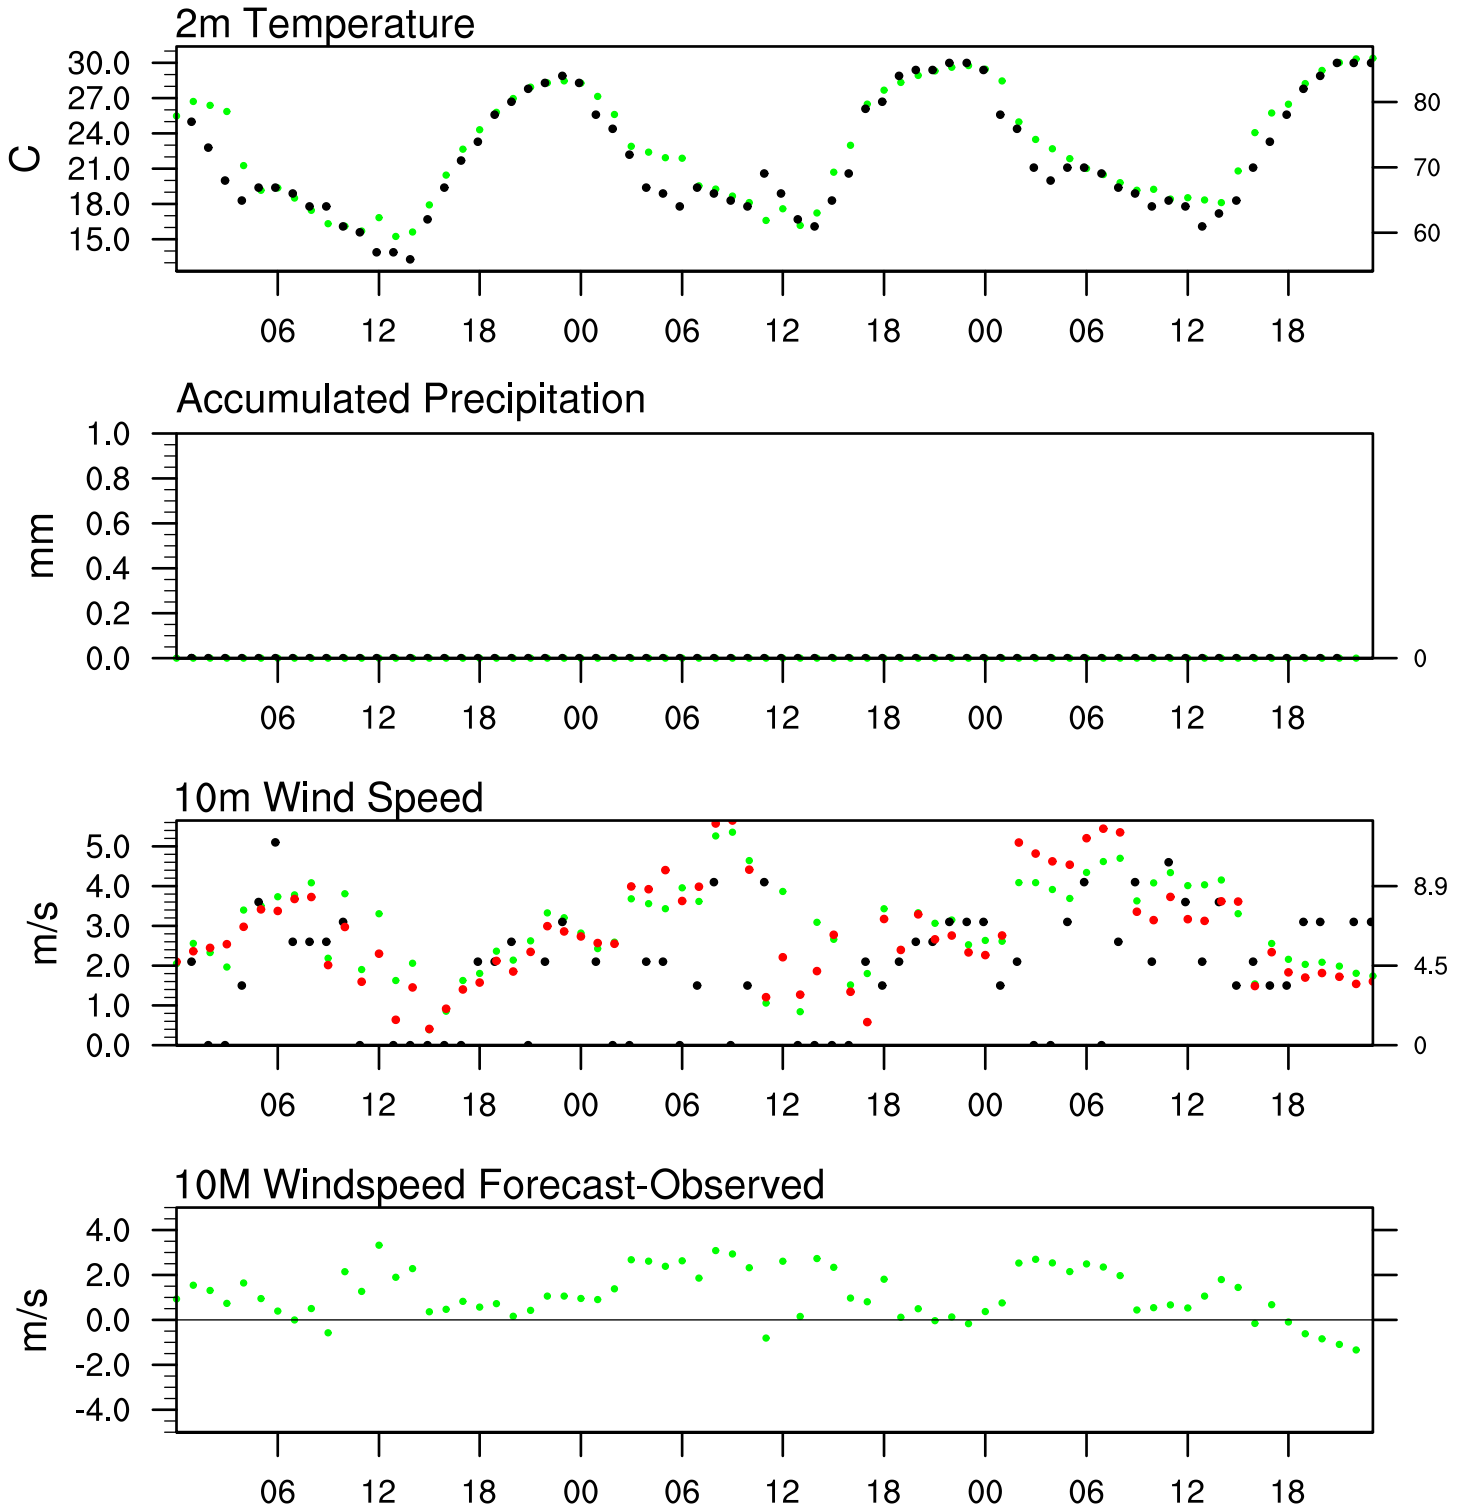 2m Temperature
30.0
27.0
24.0
21.0
18.0
15.0
C
80
70
60
06 12 18 00 06 12 18 00 06 12 18
Accumulated Precipitation
1.0
0.8
0.6
0.4
0.2
0.0
mm
0
06 12 18 00 06 12 18 00 06 12 18
10m Wind Speed
5.0
4.0
3.0
2.0
1.0
0.0
m/s
8.9
4.5
0
06 12 18 00 06 12 18 00 06 12 18
10M Windspeed Forecast-Observed
4.0
2.0
0.0
-2.0
-4.0
m/s
06 12 18 00 06 12 18 00 06 12 18